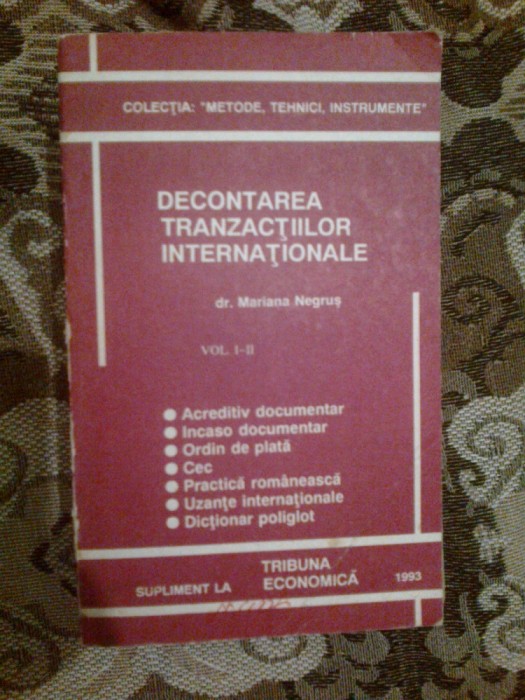 COLECŢIA: "METODE, TEHNICI, INSTRUMENTE"
DECONTAREA
TRANZACŢIILOR
INTERNAŢIONALE
dr. Mariana Negruş
VOL. I-II
● Acreditiv documentar
● Incaso documentar
● Ordin de plată
● Cec
● Practică românească
● Uzanţe internaţionale
● Dicţionar poliglot
SUPLIMENT LA TRIBUNA ECONOMICĂ 1993